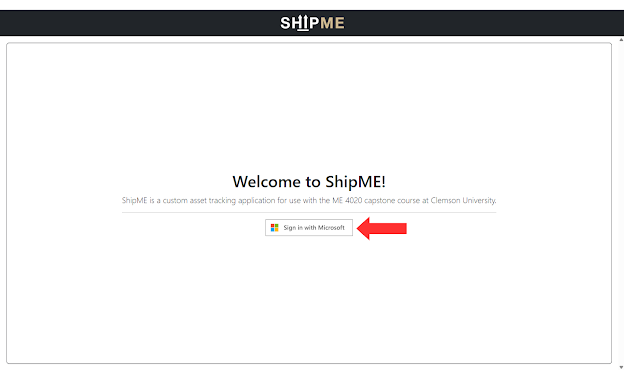 SHIPME
Welcome to ShipME!
ShipME is a custom asset tracking application for use with the ME 4020 capstone course at Clemson University.
Sign in with Microsoft